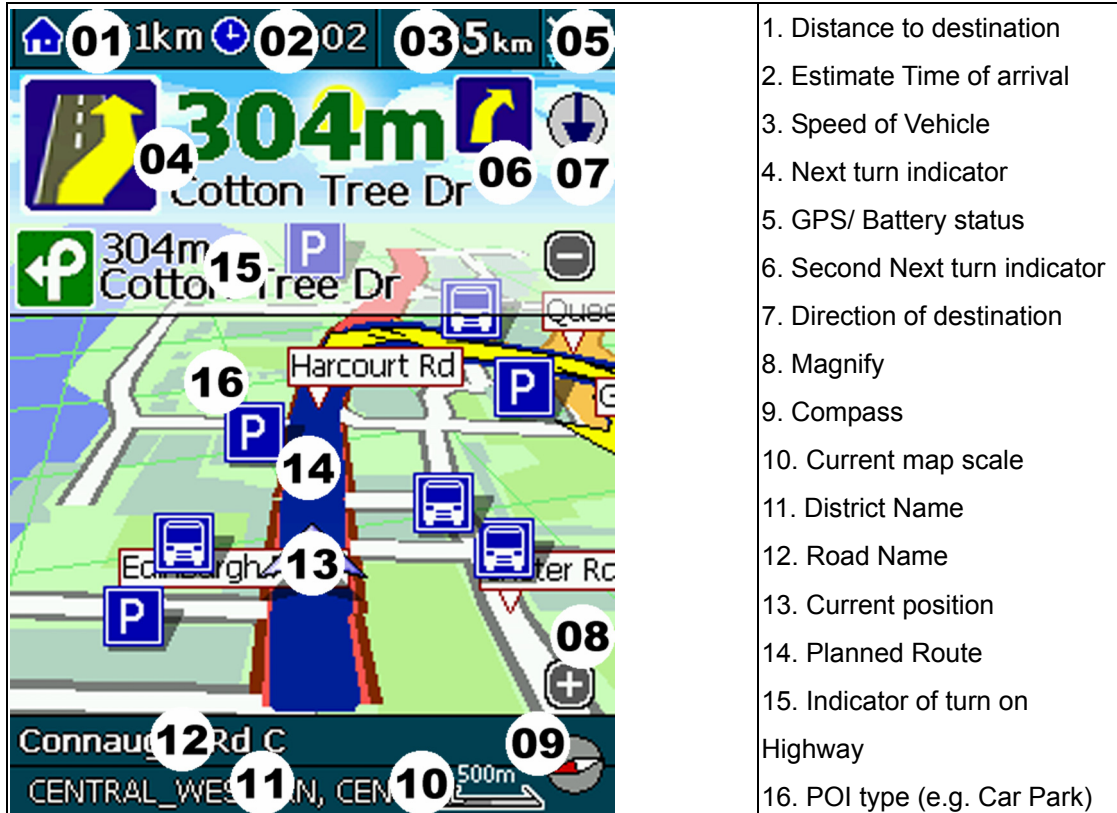 01 1km 02 02 03 5km 05
304m
04 06 07
Cotton Tree Dr
304m P
15
Cotton Tree Dr
16 Harcourt Rd P
P
14
13
P
08
12 Rd C 09
11 10 500m
1. Distance to destination
2. Estimate Time of arrival
3. Speed of Vehicle
4. Next turn indicator
5. GPS/ Battery status
6. Second Next turn indicator
7. Direction of destination
8. Magnify
9. Compass
10. Current map scale
11. District Name
12. Road Name
13. Current position
14. Planned Route
15. Indicator of turn on
Highway
16. POI type (e.g. Car Park)